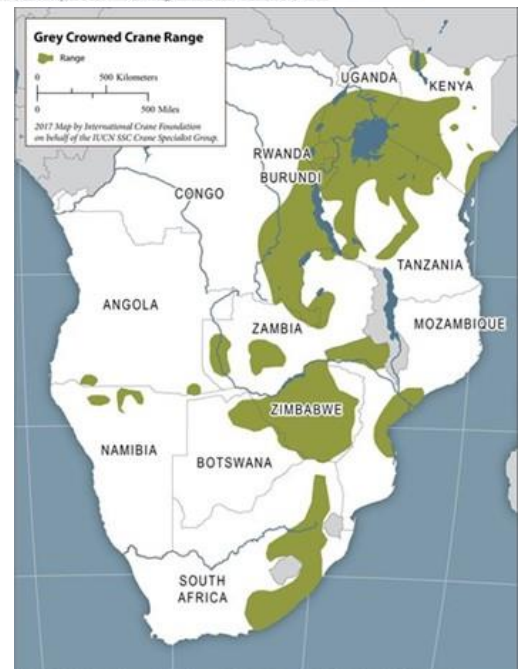 Grey Crowned Crane Range
Range
0 500 Kilometers
0 500 Miles
2017 Map by International Crane Foundation
on behalf of the IUCN SSC Crane Specialist Group.
UGANDA
KENYA
RWANDA
BURUNDI
CONGO
TANZANIA
ANGOLA
ZAMBIA
MOZAMBIQUE
ZIMBABWE
NAMIBIA
BOTSWANA
SOUTH
AFRICA